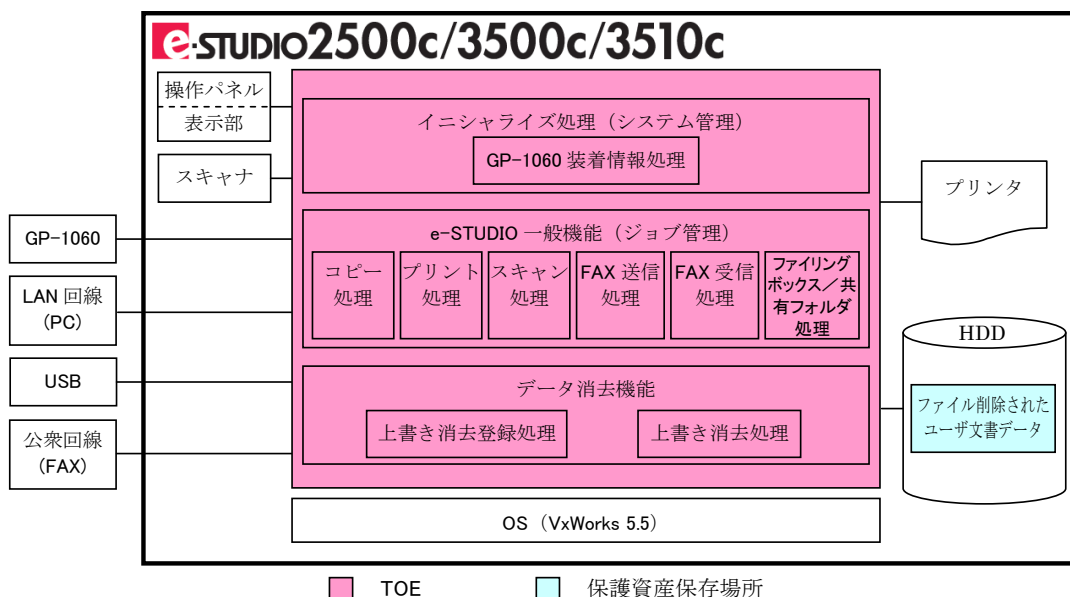 e-STUDIO2500c/3500c/3510c
操作パネル
表示部
スキャナ
GP-1060
LAN 回線
(PC)
USB
公衆回線
(FAX)
イニシャライズ処理（システム管理）
GP-1060 装着情報処理
e-STUDIO 一般機能（ジョブ管理）
コピー
処理
プリント
処理
スキャン
処理
FAX 送信
処理
FAX 受信
処理
ファイリング
ボックス／共
有フォルダ
処理
データ消去機能
上書き消去登録処理
上書き消去処理
OS（VxWorks 5.5）
プリンタ
HDD
ファイル削除された
ユーザ文書データ
TOE
保護資産保存場所